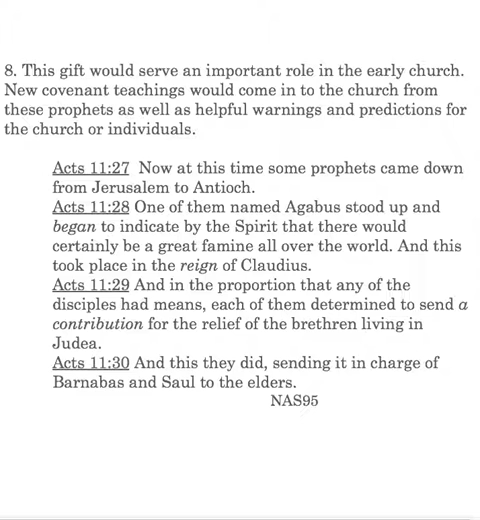 8. This gift would serve an important role in the early church.
New covenant teachings would come in to the church from
these prophets as well as helpful warnings and predictions for
the church or individuals.
Acts 11:27 Now at this time some prophets came down
from Jerusalem to Antioch.
Acts 11:28 One of them named Agabus stood up and
began to indicate by the Spirit that there would
certainly be a great famine all over the world. And this
took place in the reign of Claudius.
Acts 11:29 And in the proportion that any of the
disciples had means, each of them determined to send a
contribution for the relief of the brethren living in
Judea.
Acts 11:30 And this they did, sending it in charge of
Barnabas and Saul to the elders.
NAS95